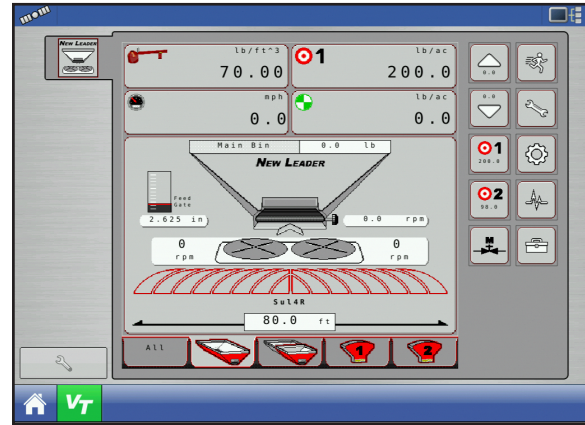 NEW LEADER
lb/ft^3
70.00
1
lb/ac
200.0
mph
0.0
lb/ac
0.0
0.0
0.0
1
200.0
2
90.0
M
Main Bin
0.0 lb
NEW LEADER
Feed
Gate
2.625 in
0.0 rpm
0
rpm
0
rpm
Sul4R
80.0 ft
All
1
2
VT